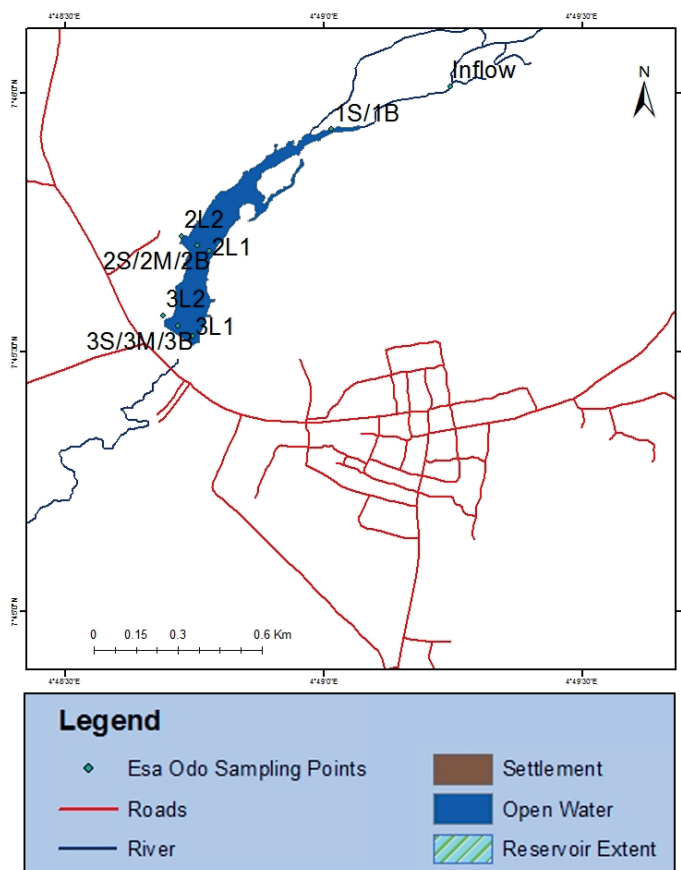 4°48'30"E 4°49'0"E 4°49'30"E
Inflow
N
1S/1B
2L2
2L1
2S/2M/2B
3L2
3L1
3S/3M/3B
0 0.15 0.3 0.6 Km
4°48'30"E 4°49'0"E 4°49'30"E
Legend
Esa Odo Sampling Points
Roads
River
Settlement
Open Water
Reservoir Extent